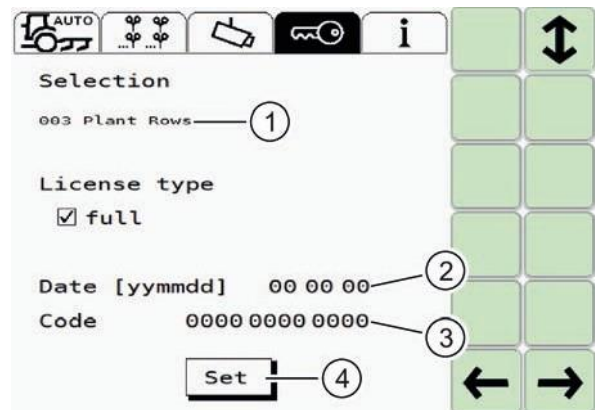 AUTO i
Selection
003 Plant Rows 1
License type
full
Date [yymmdd] 00 00 00 2
Code 0000 0000 0000 3
Set 4